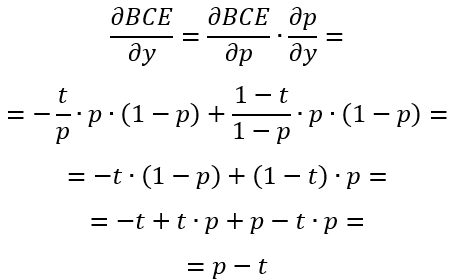 ∂BCE/∂y = ∂BCE/∂p · ∂p/∂y =
= − t/p · p · (1 − p) + (1 − t)/(1 − p) · p · (1 − p) =
= −t · (1 − p) + (1 − t) · p =
= −t + t · p + p − t · p =
= p − t